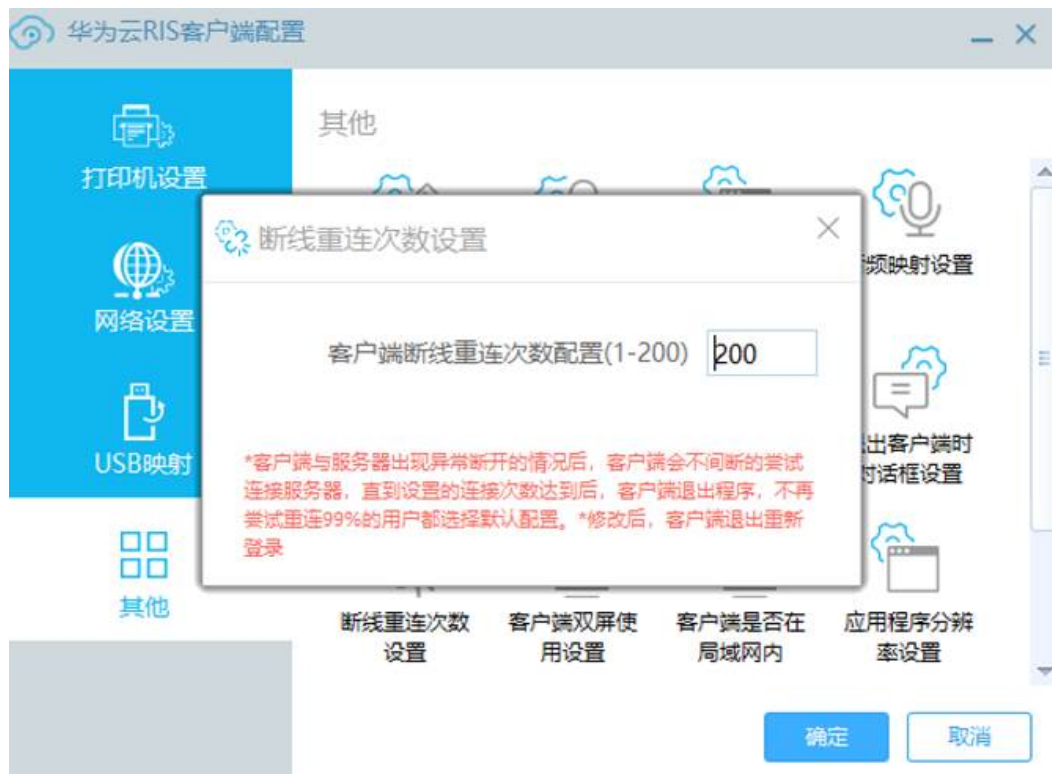 华为云RIS客户端配置
打印机设置
网络设置
USB映射
其他
其他
频映射设置
断线重连次数设置
客户端断线重连次数配置(1-200)
200
*客户端与服务器出现异常断开的情况后，客户端会不间断的尝试
连接服务器，直到设置的连接次数达到后，客户端退出程序，不再
尝试重连99%的用户都选择默认配置。*修改后，客户端退出重新
登录
出客户端时
对话框设置
断线重连次数
设置
客户端双屏使
用设置
客户端是否在
局域网内
应用程序分辨
率设置
确定
取消